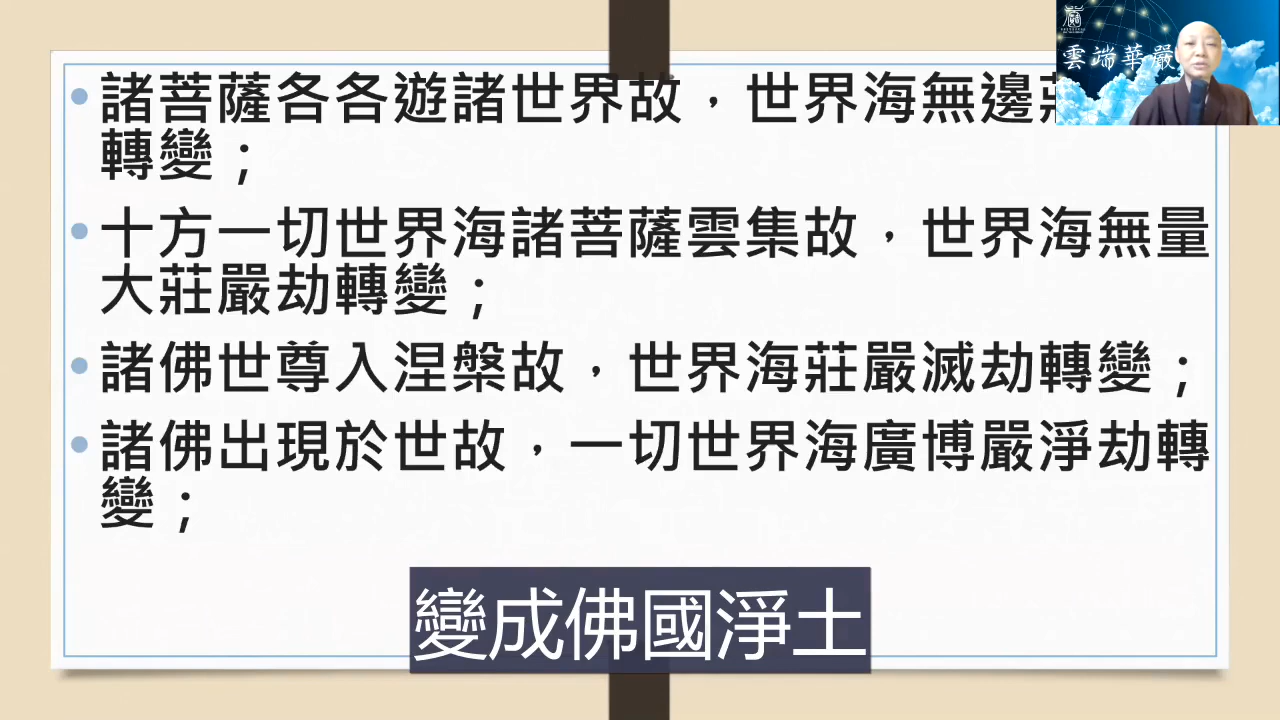 諸菩薩各各遊諸世界故，世界海無邊
轉變；
十方一切世界海諸菩薩雲集故，世界海無量
大莊嚴劫轉變；
諸佛世尊入涅槃故，世界海莊嚴滅劫轉變；
諸佛出現於世故，一切世界海廣博嚴淨劫轉
變；
變成佛國淨土
雲端華嚴